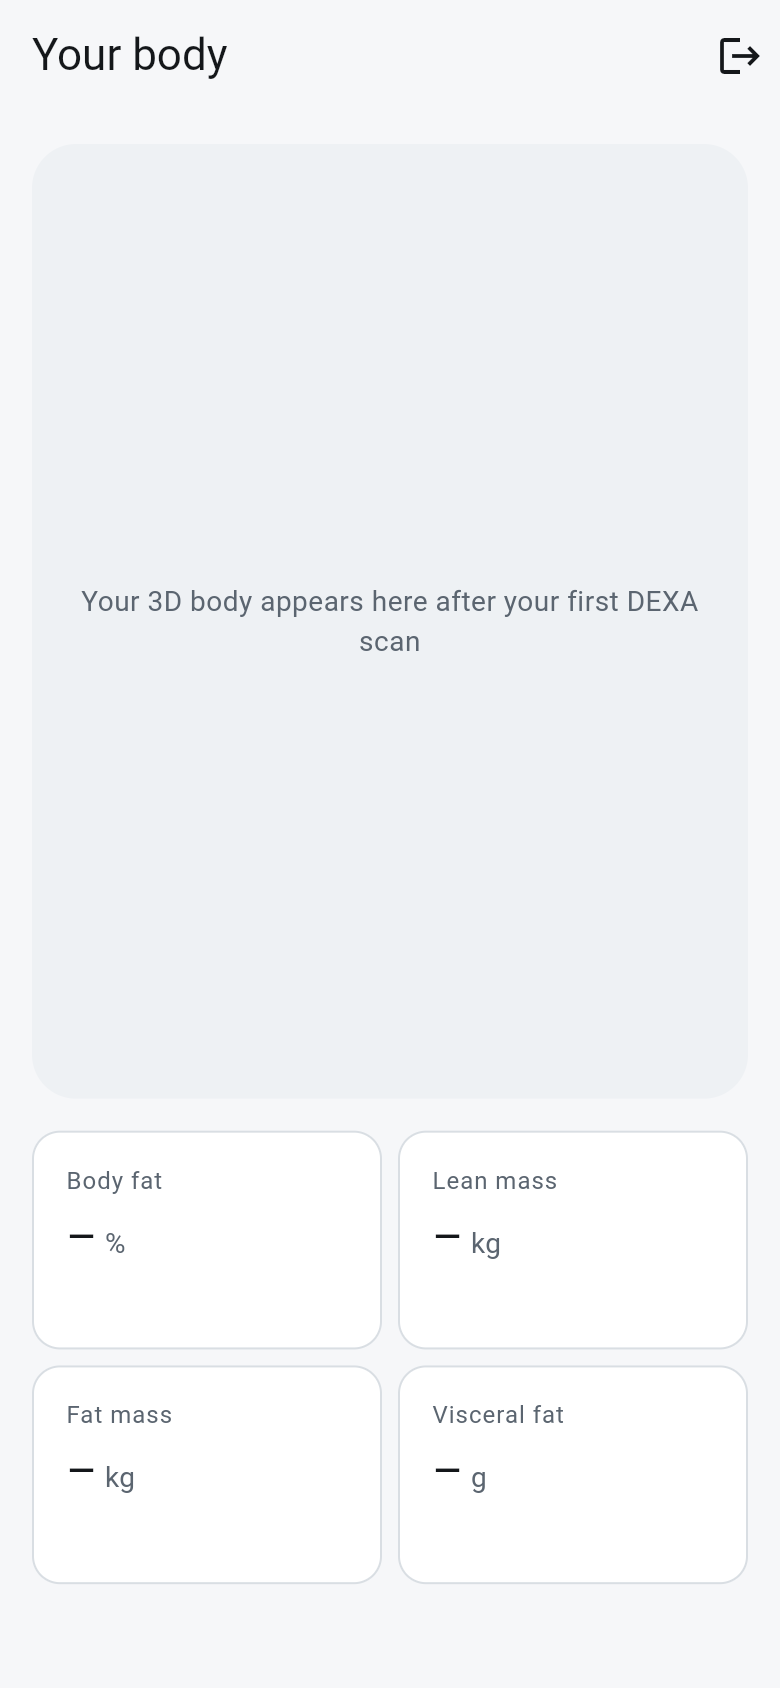 Your body
Your 3D body appears here after your first DEXA
scan
Body fat
– %
Lean mass
– kg
Fat mass
– kg
Visceral fat
– g